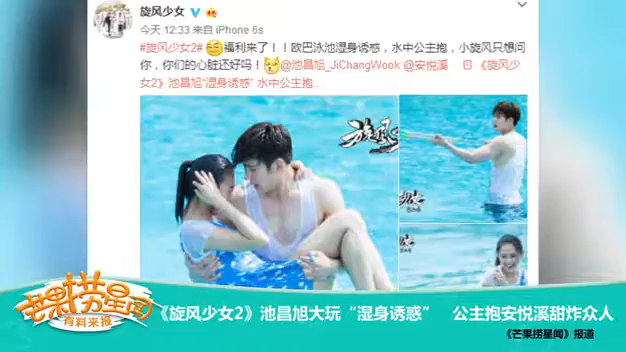 旋风少女
今天 12:33 来自 iPhone 6s
#旋风少女2# 福利来了!!欧巴泳池湿身诱惑,水中公主抱,小旋风只想问
你,你们的心脏还好吗!@池昌旭_JiChangWook @安悦溪 《旋风
少女2》池昌旭“湿身诱惑” 水中公主抱..
旋风少女
芒果捞星闻
有料来报
《旋风少女2》池昌旭大玩“湿身诱惑” 公主抱安悦溪甜炸众人
《芒果捞星闻》报道